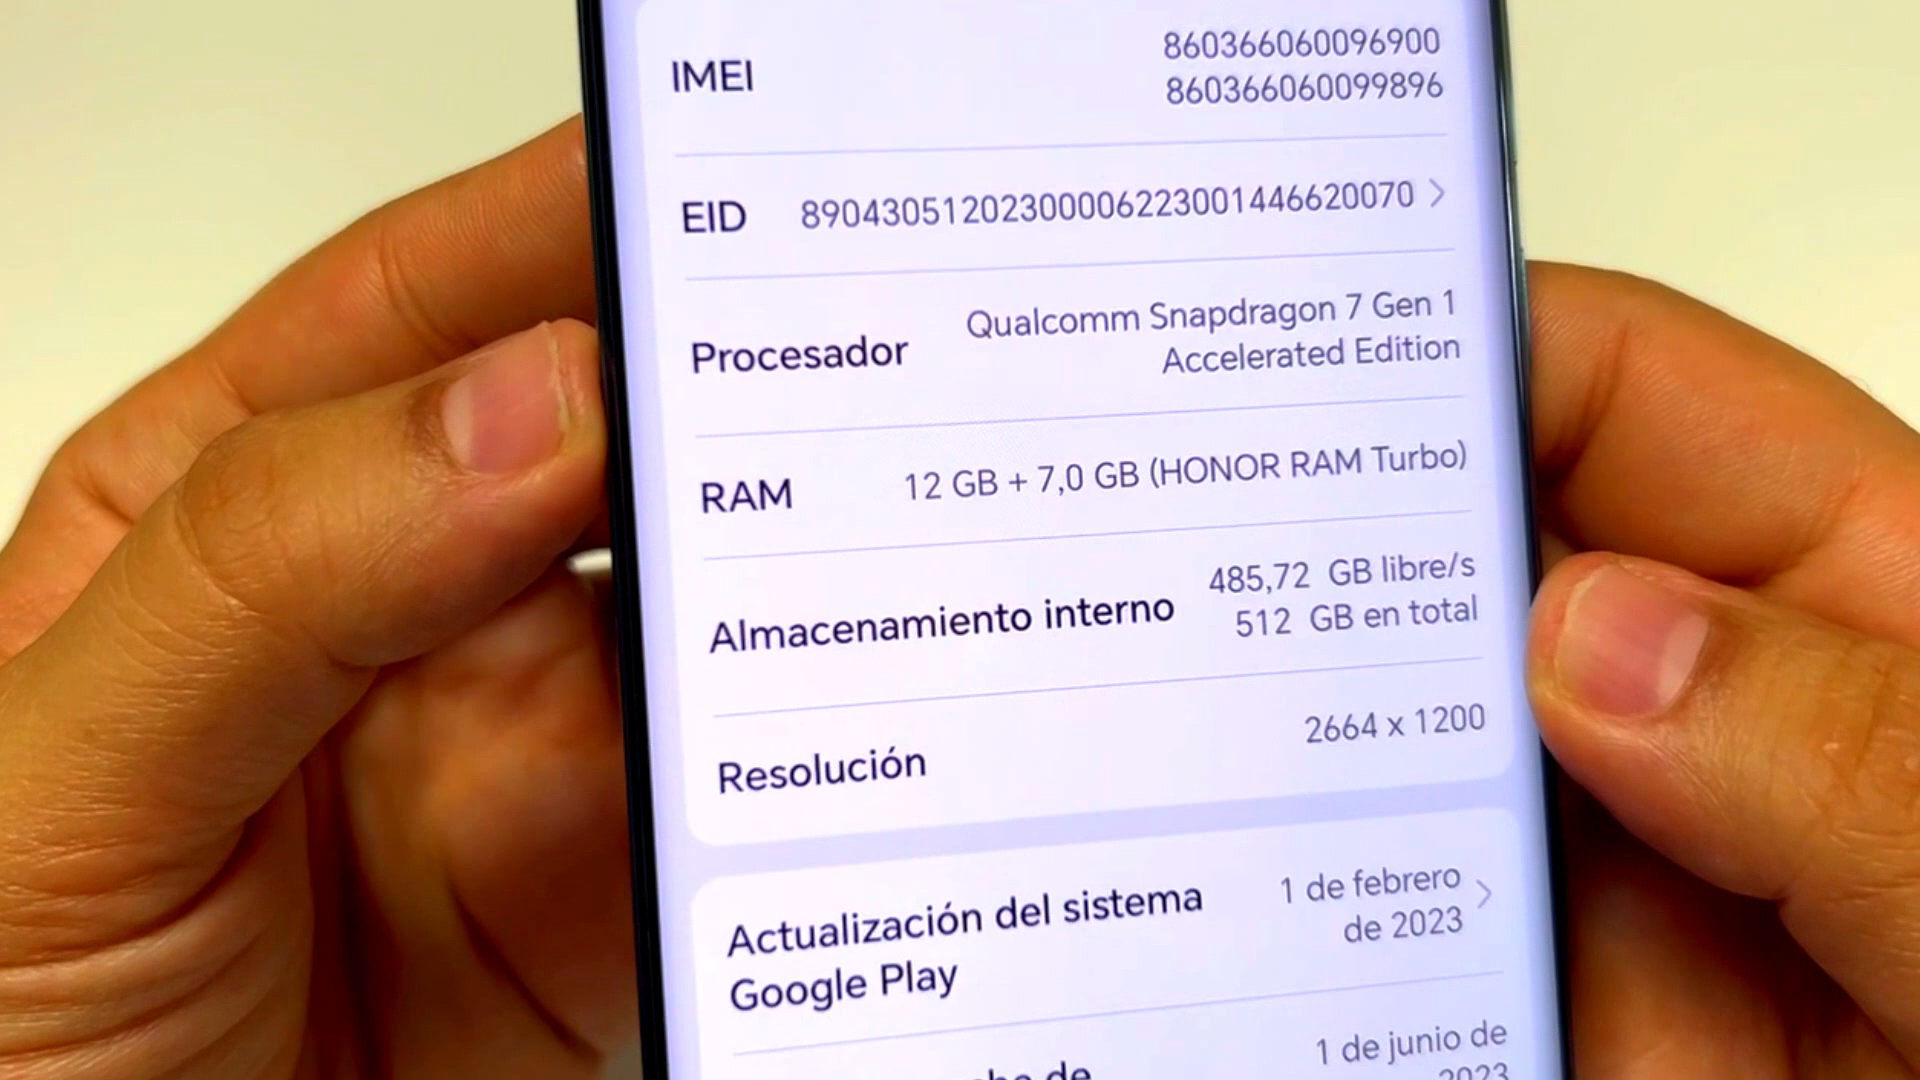 IMEI
860366060096900
860366060099896
EID 89043051202300006223001446620070
Procesador
Qualcomm Snapdragon 7 Gen 1
Accelerated Edition
RAM 12 GB + 7,0 GB (HONOR RAM Turbo)
Almacenamiento interno
485,72 GB libre/s
512 GB en total
Resolución 2664 x 1200
Actualización del sistema
Google Play
1 de febrero
de 2023
de
1 de junio de
2023